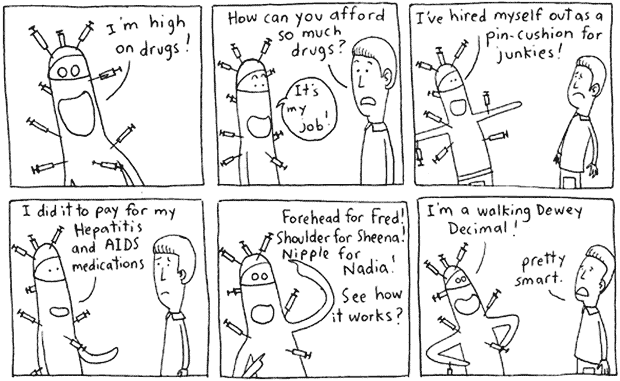 I'm high
on drugs!
How can you afford
so much
drugs?
It's
my
job!
I've hired myself out as a
pin-cushion for
junkies!
I did it to pay for my
Hepatitis
and AIDS
medications
Forehead for Fred!
Shoulder for Sheena!
Nipple for
Nadia!
See how
it works?
I'm a walking Dewey
Decimal!
pretty
smart.